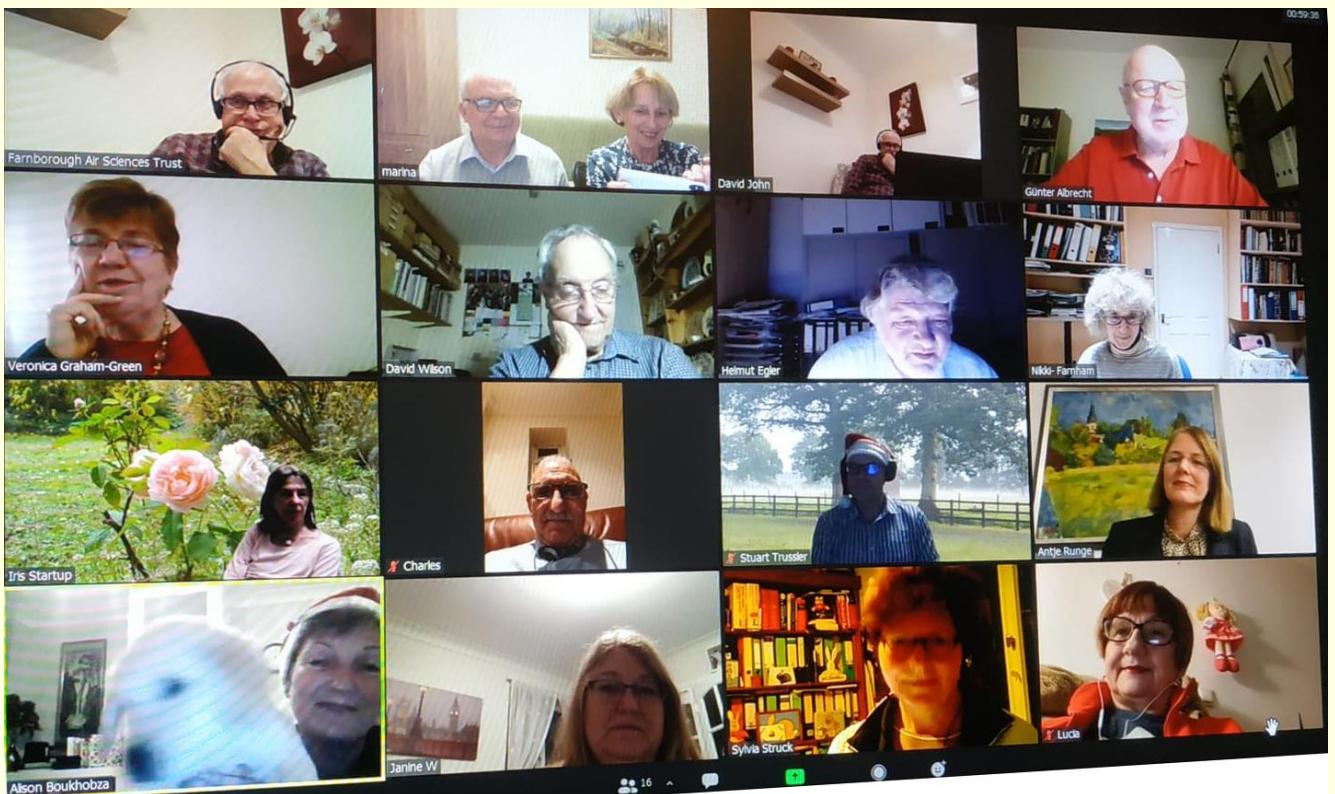 00:59:36
Farnborough Air Sciences Trust
marina
David John
Günter Albrecht
Veronica Graham-Green
David Wilson
Helmut Egler
Nikki- Farnham
Iris Startup
Charles
Stuart Trussler
Antje Runge
Alison Boukhobza
Janine W
Sylvia Struck
Lucia
16